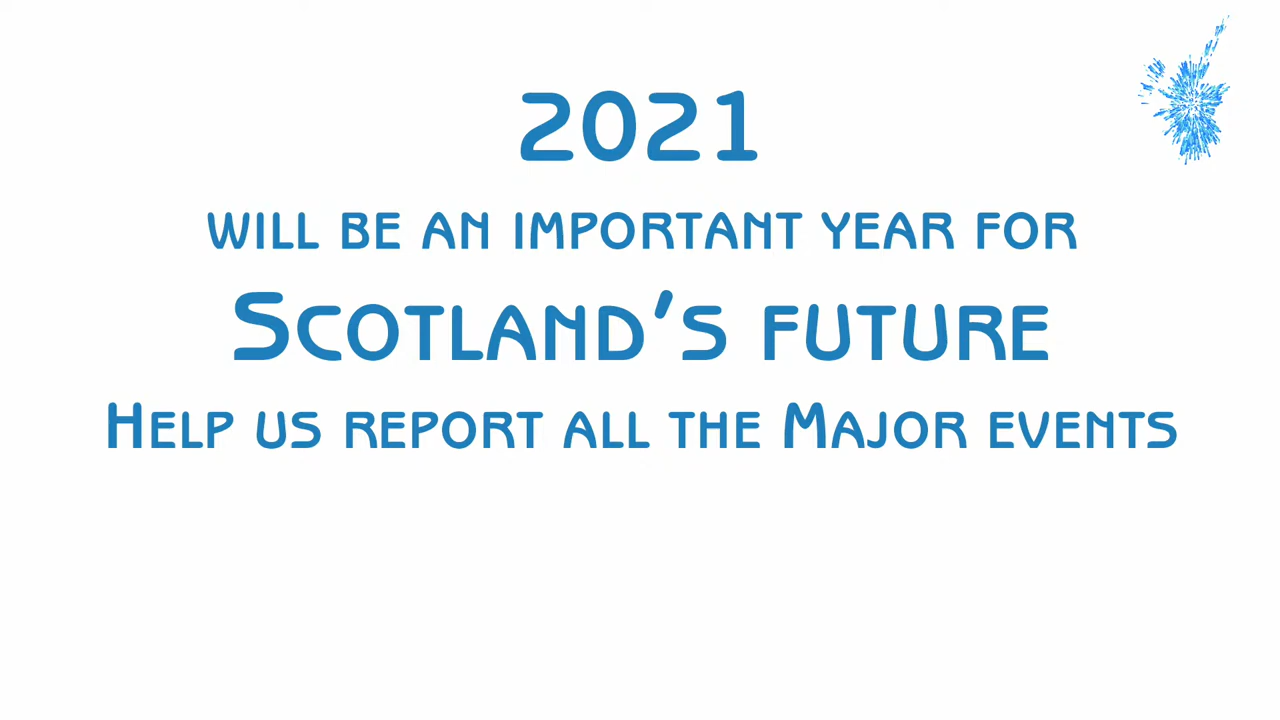 2021
will be an important year for
Scotland's future
Help us report all the Major events